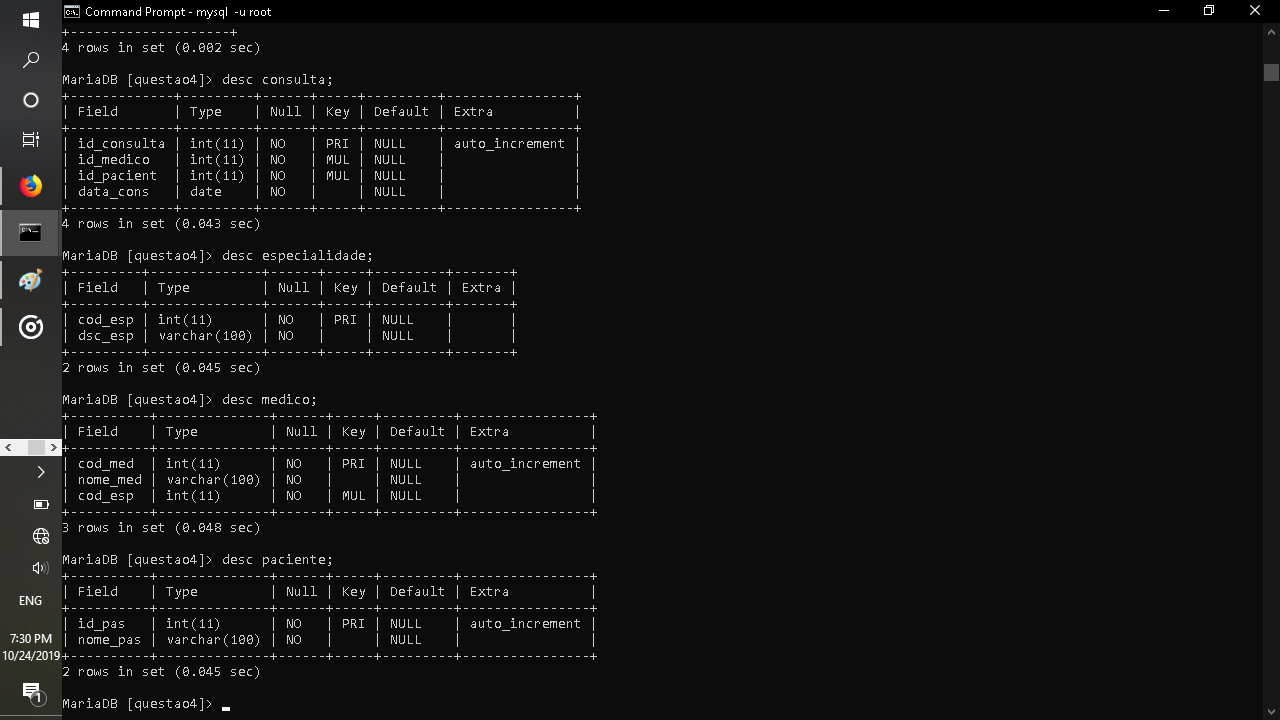 Command Prompt - mysql  -u root
+--------------------+
4 rows in set (0.002 sec)
MariaDB [questao4]> desc consulta;
+-------------+---------+------+-----+---------+----------------+
| Field       | Type    | Null | Key | Default | Extra          |
+-------------+---------+------+-----+---------+----------------+
| id_consulta | int(11) | NO   | PRI | NULL    | auto_increment |
| id_medico   | int(11) | NO   | MUL | NULL    |                |
| id_pacient  | int(11) | NO   | MUL | NULL    |                |
| data_cons   | date    | NO   |     | NULL    |                |
+-------------+---------+------+-----+---------+----------------+
4 rows in set (0.043 sec)
MariaDB [questao4]> desc especialidade;
+---------+--------------+------+-----+---------+-------+
| Field   | Type         | Null | Key | Default | Extra |
+---------+--------------+------+-----+---------+-------+
| cod_esp | int(11)      | NO   | PRI | NULL    |       |
| dsc_esp | varchar(100) | NO   |     | NULL    |       |
+---------+--------------+------+-----+---------+-------+
2 rows in set (0.045 sec)
MariaDB [questao4]> desc medico;
+----------+--------------+------+-----+---------+----------------+
| Field    | Type         | Null | Key | Default | Extra          |
+----------+--------------+------+-----+---------+----------------+
| cod_med  | int(11)      | NO   | PRI | NULL    | auto_increment |
| nome_med | varchar(100) | NO   |     | NULL    |                |
| cod_esp  | int(11)      | NO   | MUL | NULL    |                |
+----------+--------------+------+-----+---------+----------------+
3 rows in set (0.048 sec)
MariaDB [questao4]> desc paciente;
+----------+--------------+------+-----+---------+----------------+
| Field    | Type         | Null | Key | Default | Extra          |
+----------+--------------+------+-----+---------+----------------+
| id_pas   | int(11)      | NO   | PRI | NULL    | auto_increment |
| nome_pas | varchar(100) | NO   |     | NULL    |                |
+----------+--------------+------+-----+---------+----------------+
2 rows in set (0.045 sec)
MariaDB [questao4]> _
ENG
7:30 PM
10/24/2019
1